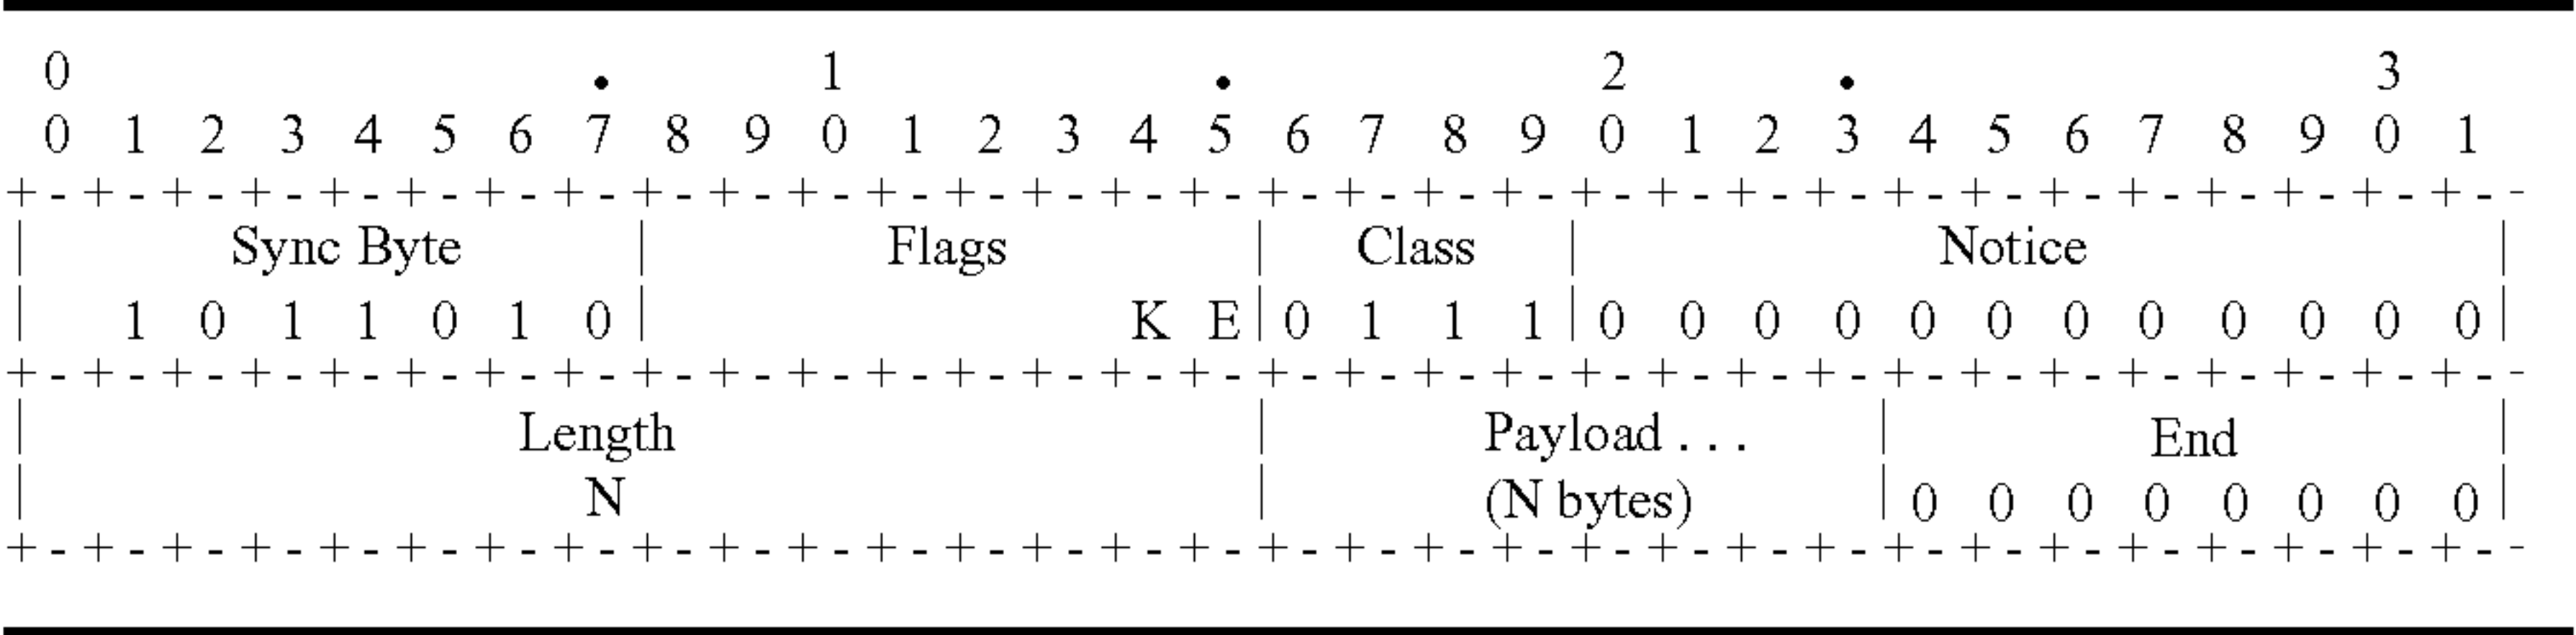 0 • 1 • 2 • 3
0 1 2 3 4 5 6 7 8 9 0 1 2 3 4 5 6 7 8 9 0 1 2 3 4 5 6 7 8 9 0 1
+-+-+-+-+-+-+-+-+-+-+-+-+-+-+-+-+-+-+-+-+-+-+-+-+-+-+-+-+-+-+-+--
| Sync Byte | Flags | Class | Notice |
| 1 0 1 1 0 1 0 | K E | 0 1 1 1 | 0 0 0 0 0 0 0 0 0 0 0 0 |
+-+-+-+-+-+-+-+-+-+-+-+-+-+-+-+-+-+-+-+-+-+-+-+-+-+-+-+-+-+-+-+--
| Length | Payload . . . | End |
| N | (N bytes) | 0 0 0 0 0 0 0 0 |
+-+-+-+-+-+-+-+-+-+-+-+-+-+-+-+-+-+-+-+-+-+-+-+-+-+-+-+-+-+-+-+--